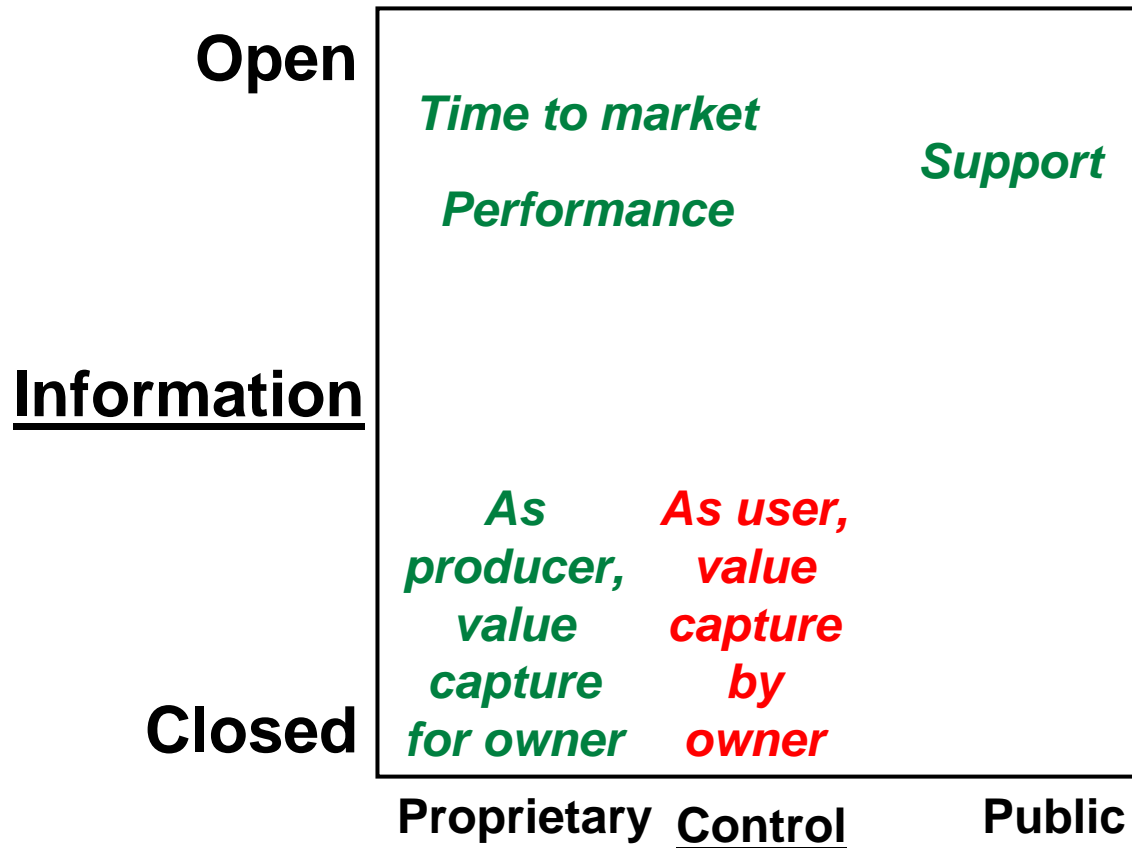 Open
Time to market
Support
Performance
Information
As
producer,
value
capture
for owner
As user,
value
capture
by
owner
Closed
Proprietary
Control
Public